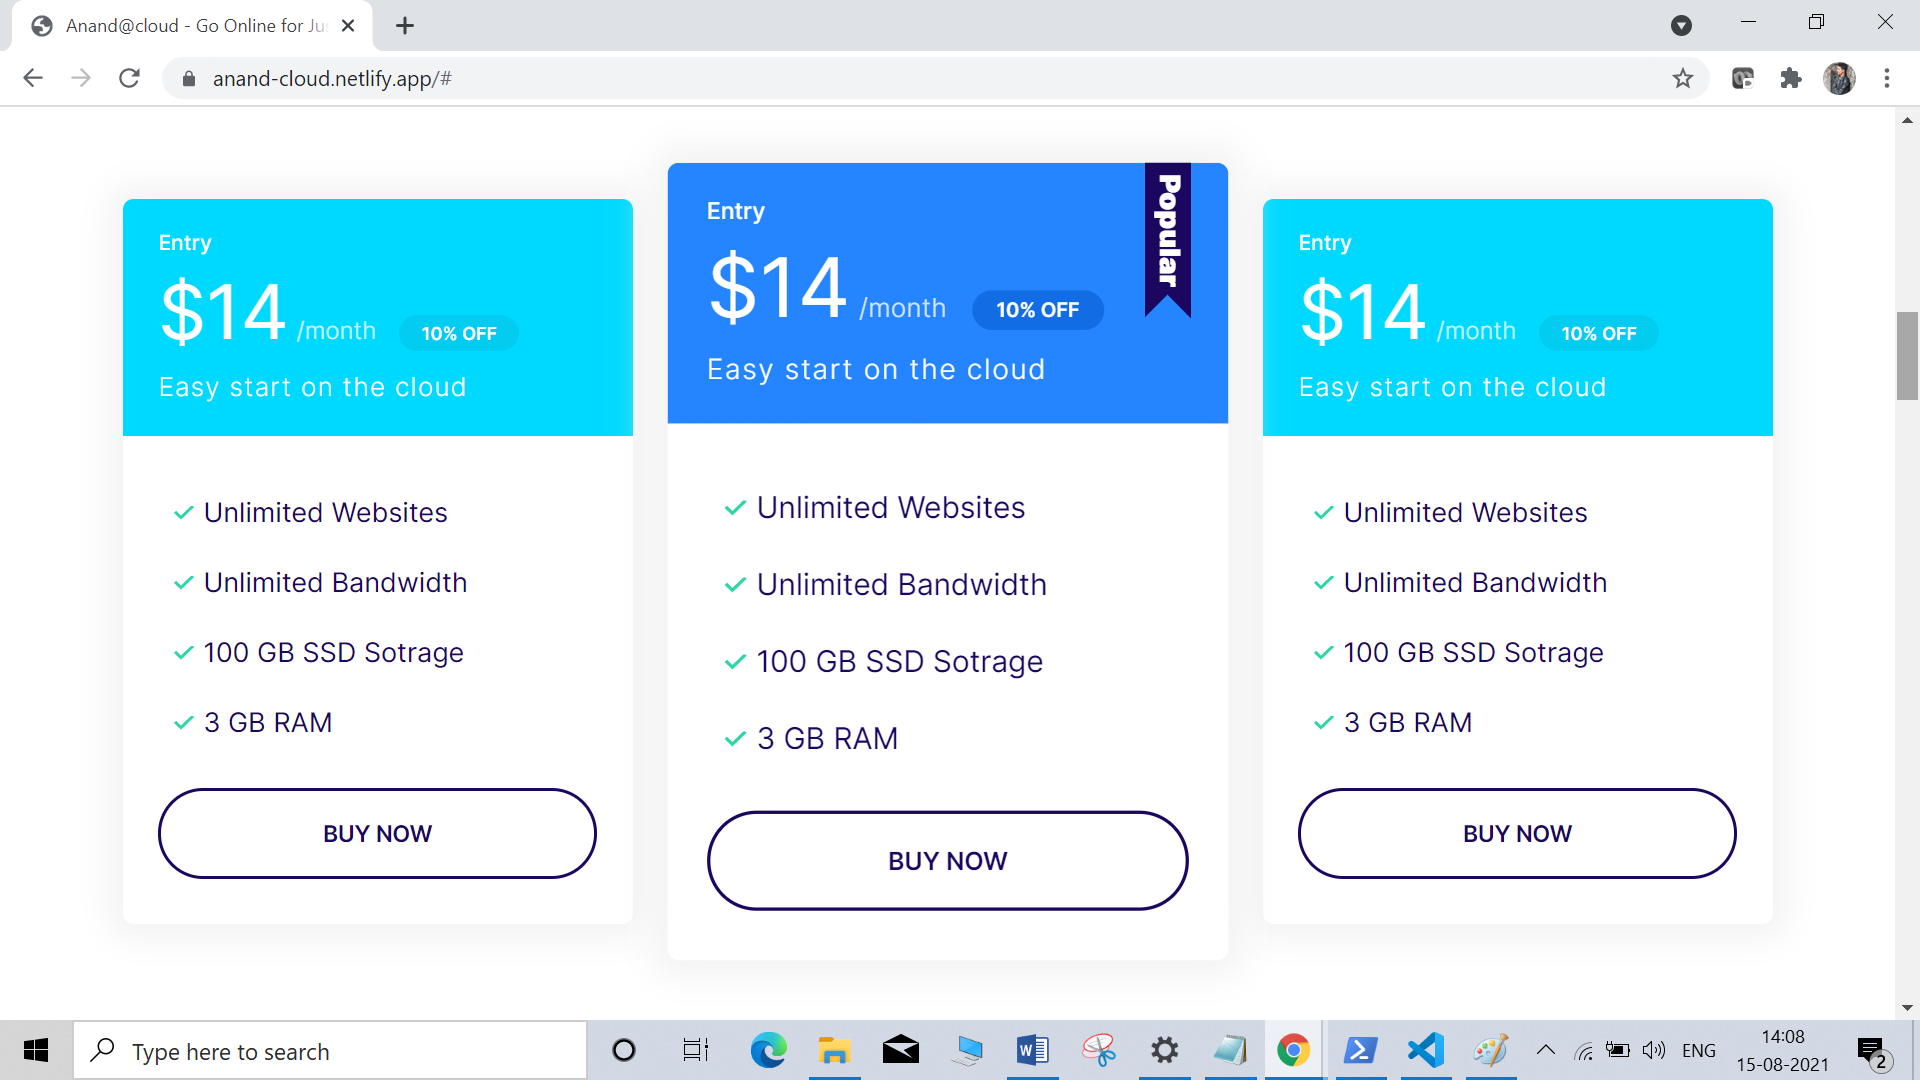 Anand@cloud - Go Online for Jus
anand-cloud.netlify.app/#
Entry
$14 /month 10% OFF
Easy start on the cloud
Unlimited Websites
Unlimited Bandwidth
100 GB SSD Sotrage
3 GB RAM
BUY NOW
Popular
Entry
$14 /month 10% OFF
Easy start on the cloud
Unlimited Websites
Unlimited Bandwidth
100 GB SSD Sotrage
3 GB RAM
BUY NOW
Entry
$14 /month 10% OFF
Easy start on the cloud
Unlimited Websites
Unlimited Bandwidth
100 GB SSD Sotrage
3 GB RAM
BUY NOW
Type here to search
ENG
14:08
15-08-2021
2